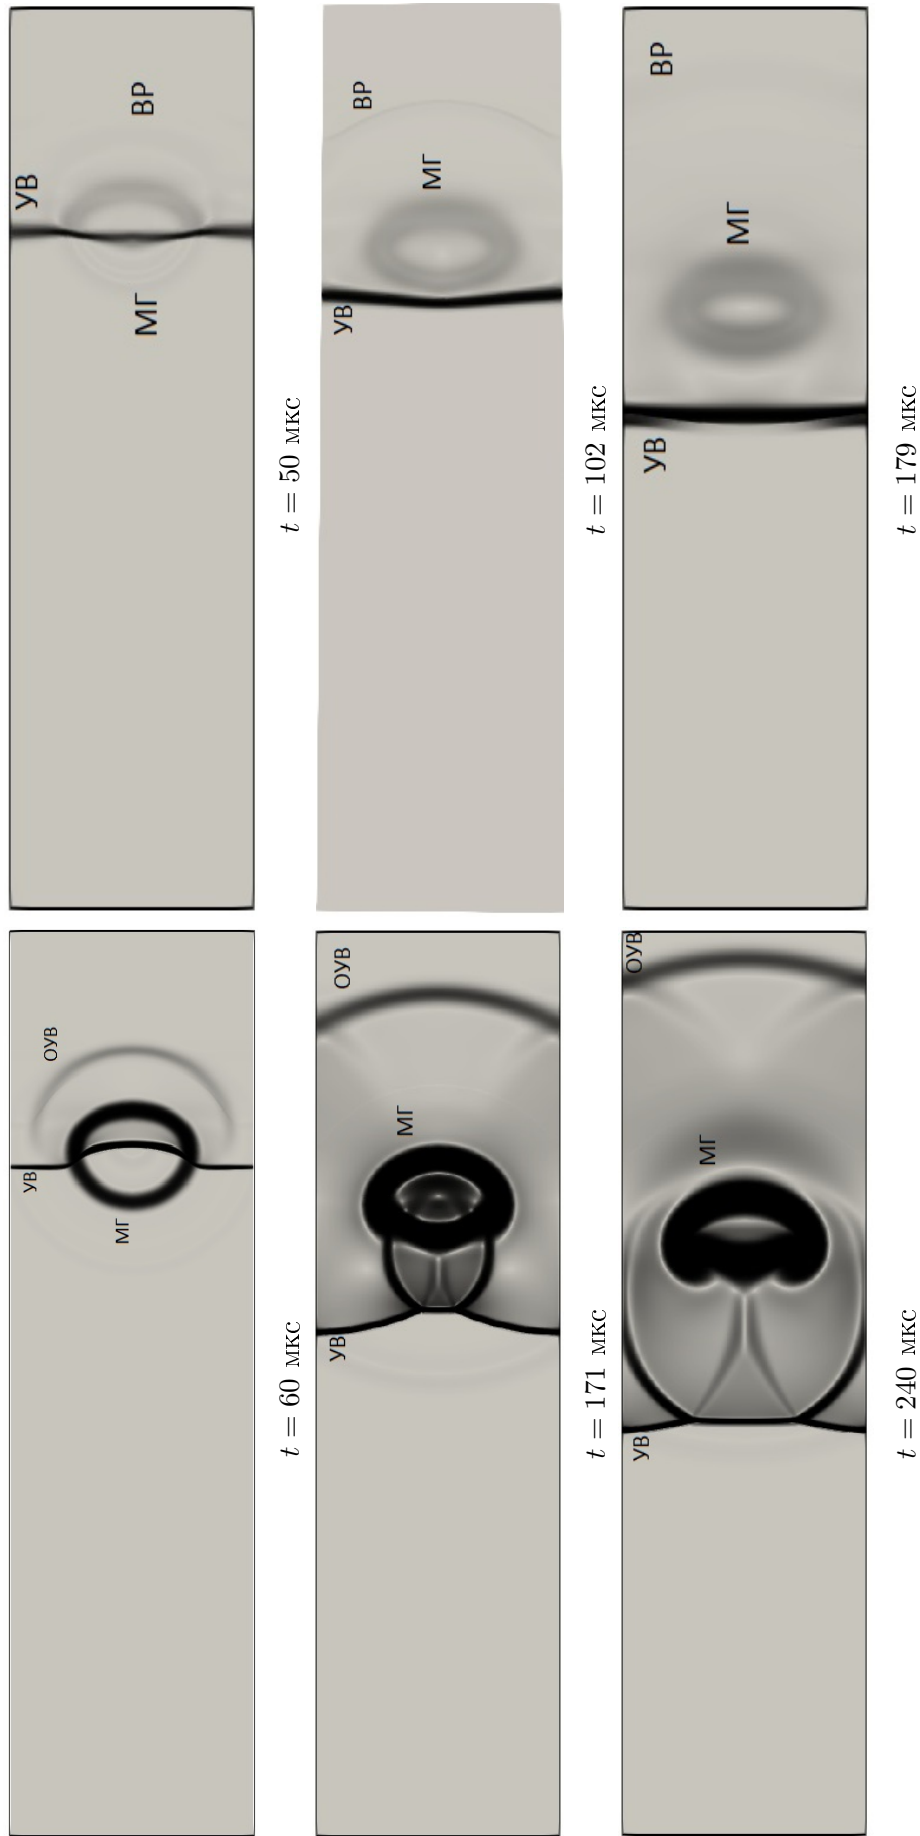 УВ
ОУВ
МГ
t = 60 мкс
УВ
МГ
ВР
t = 50 мкс
УВ
ОУВ
МГ
t = 171 мкс
УВ
ВР
МГ
t = 102 мкс
УВ
ОУВ
МГ
t = 240 мкс
УВ
ВР
МГ
t = 179 мкс